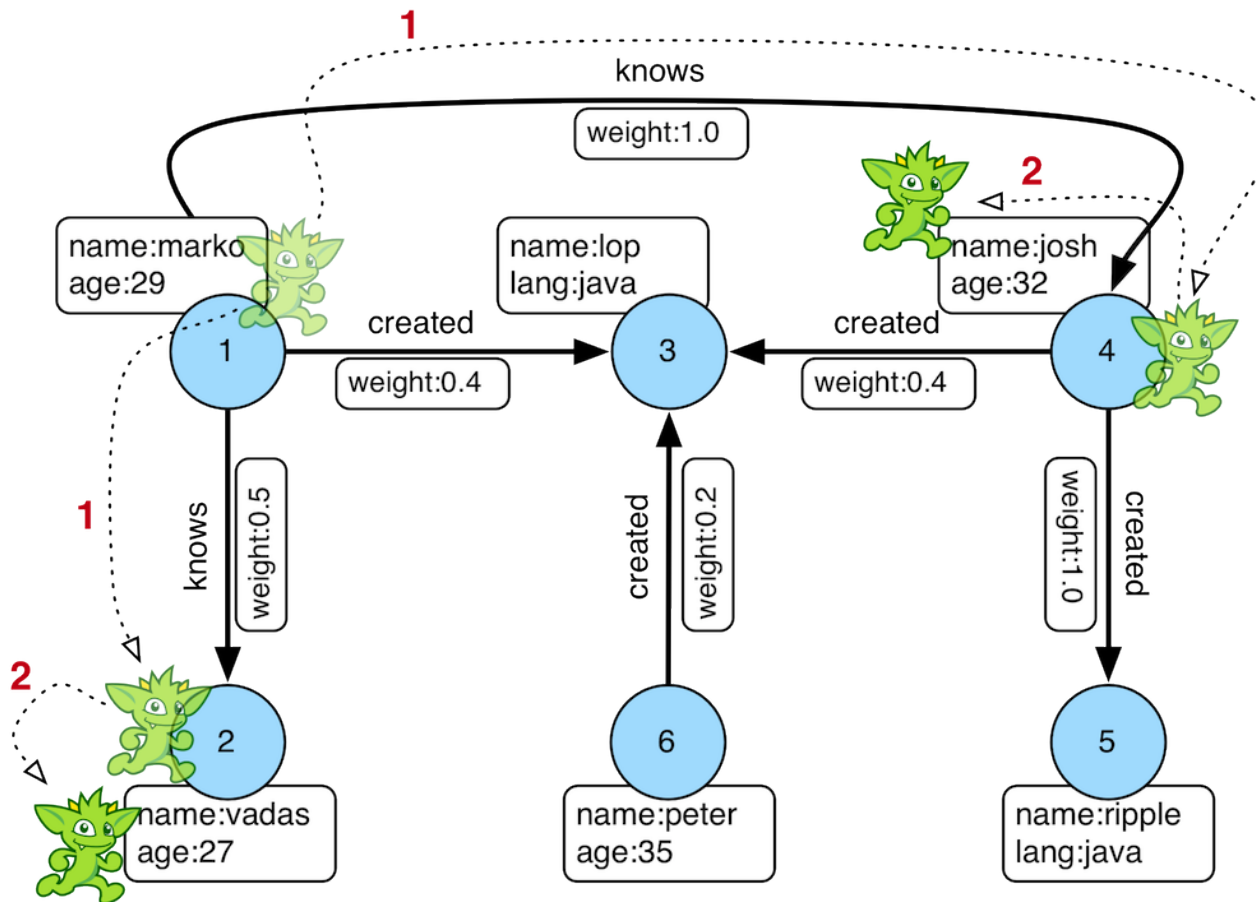 1
knows
weight:1.0
2
name:marko
age:29
name:lop
lang:java
name:josh
age:32
1
created
weight:0.4
3
created
weight:0.4
4
1
knows
weight:0.5
created
weight:0.2
weight:1.0
created
2
2
6
5
name:vadas
age:27
name:peter
age:35
name:ripple
lang:java